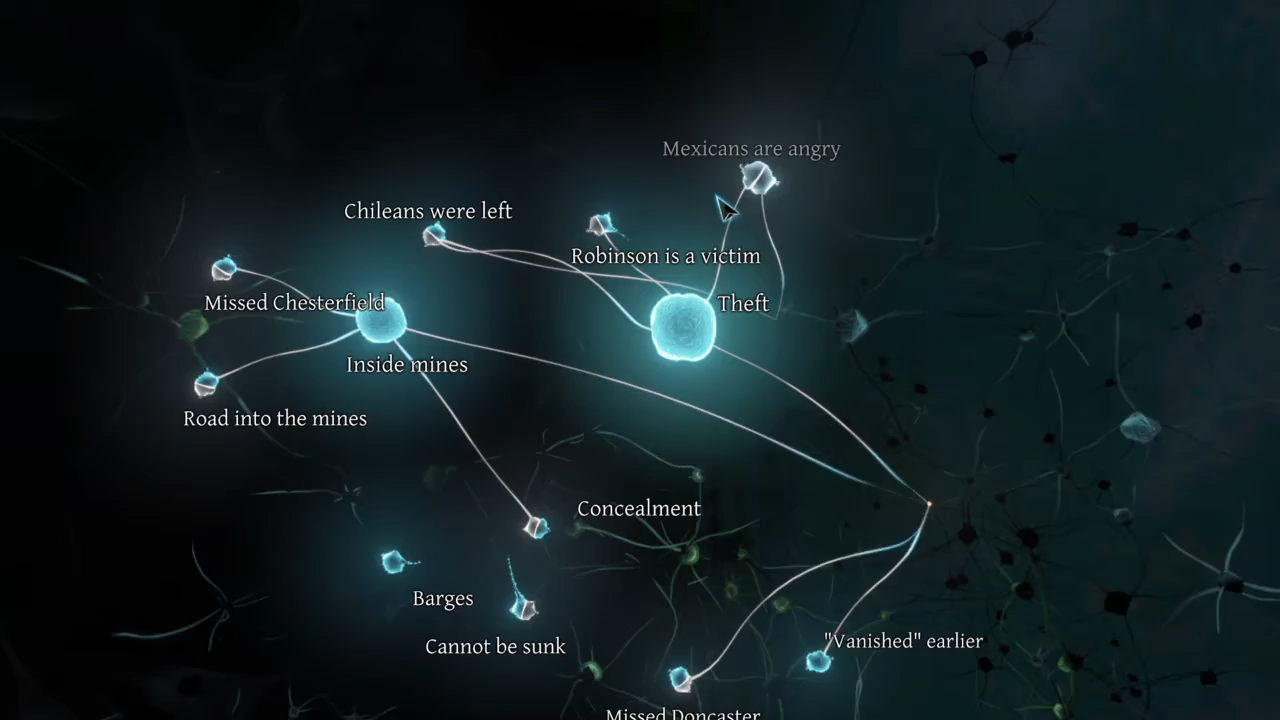 Mexicans are angry
Chileans were left
Robinson is a victim
Missed Chesterfield
Theft
Inside mines
Road into the mines
Concealment
Barges
Cannot be sunk
"Vanished" earlier
Missed Doncaster